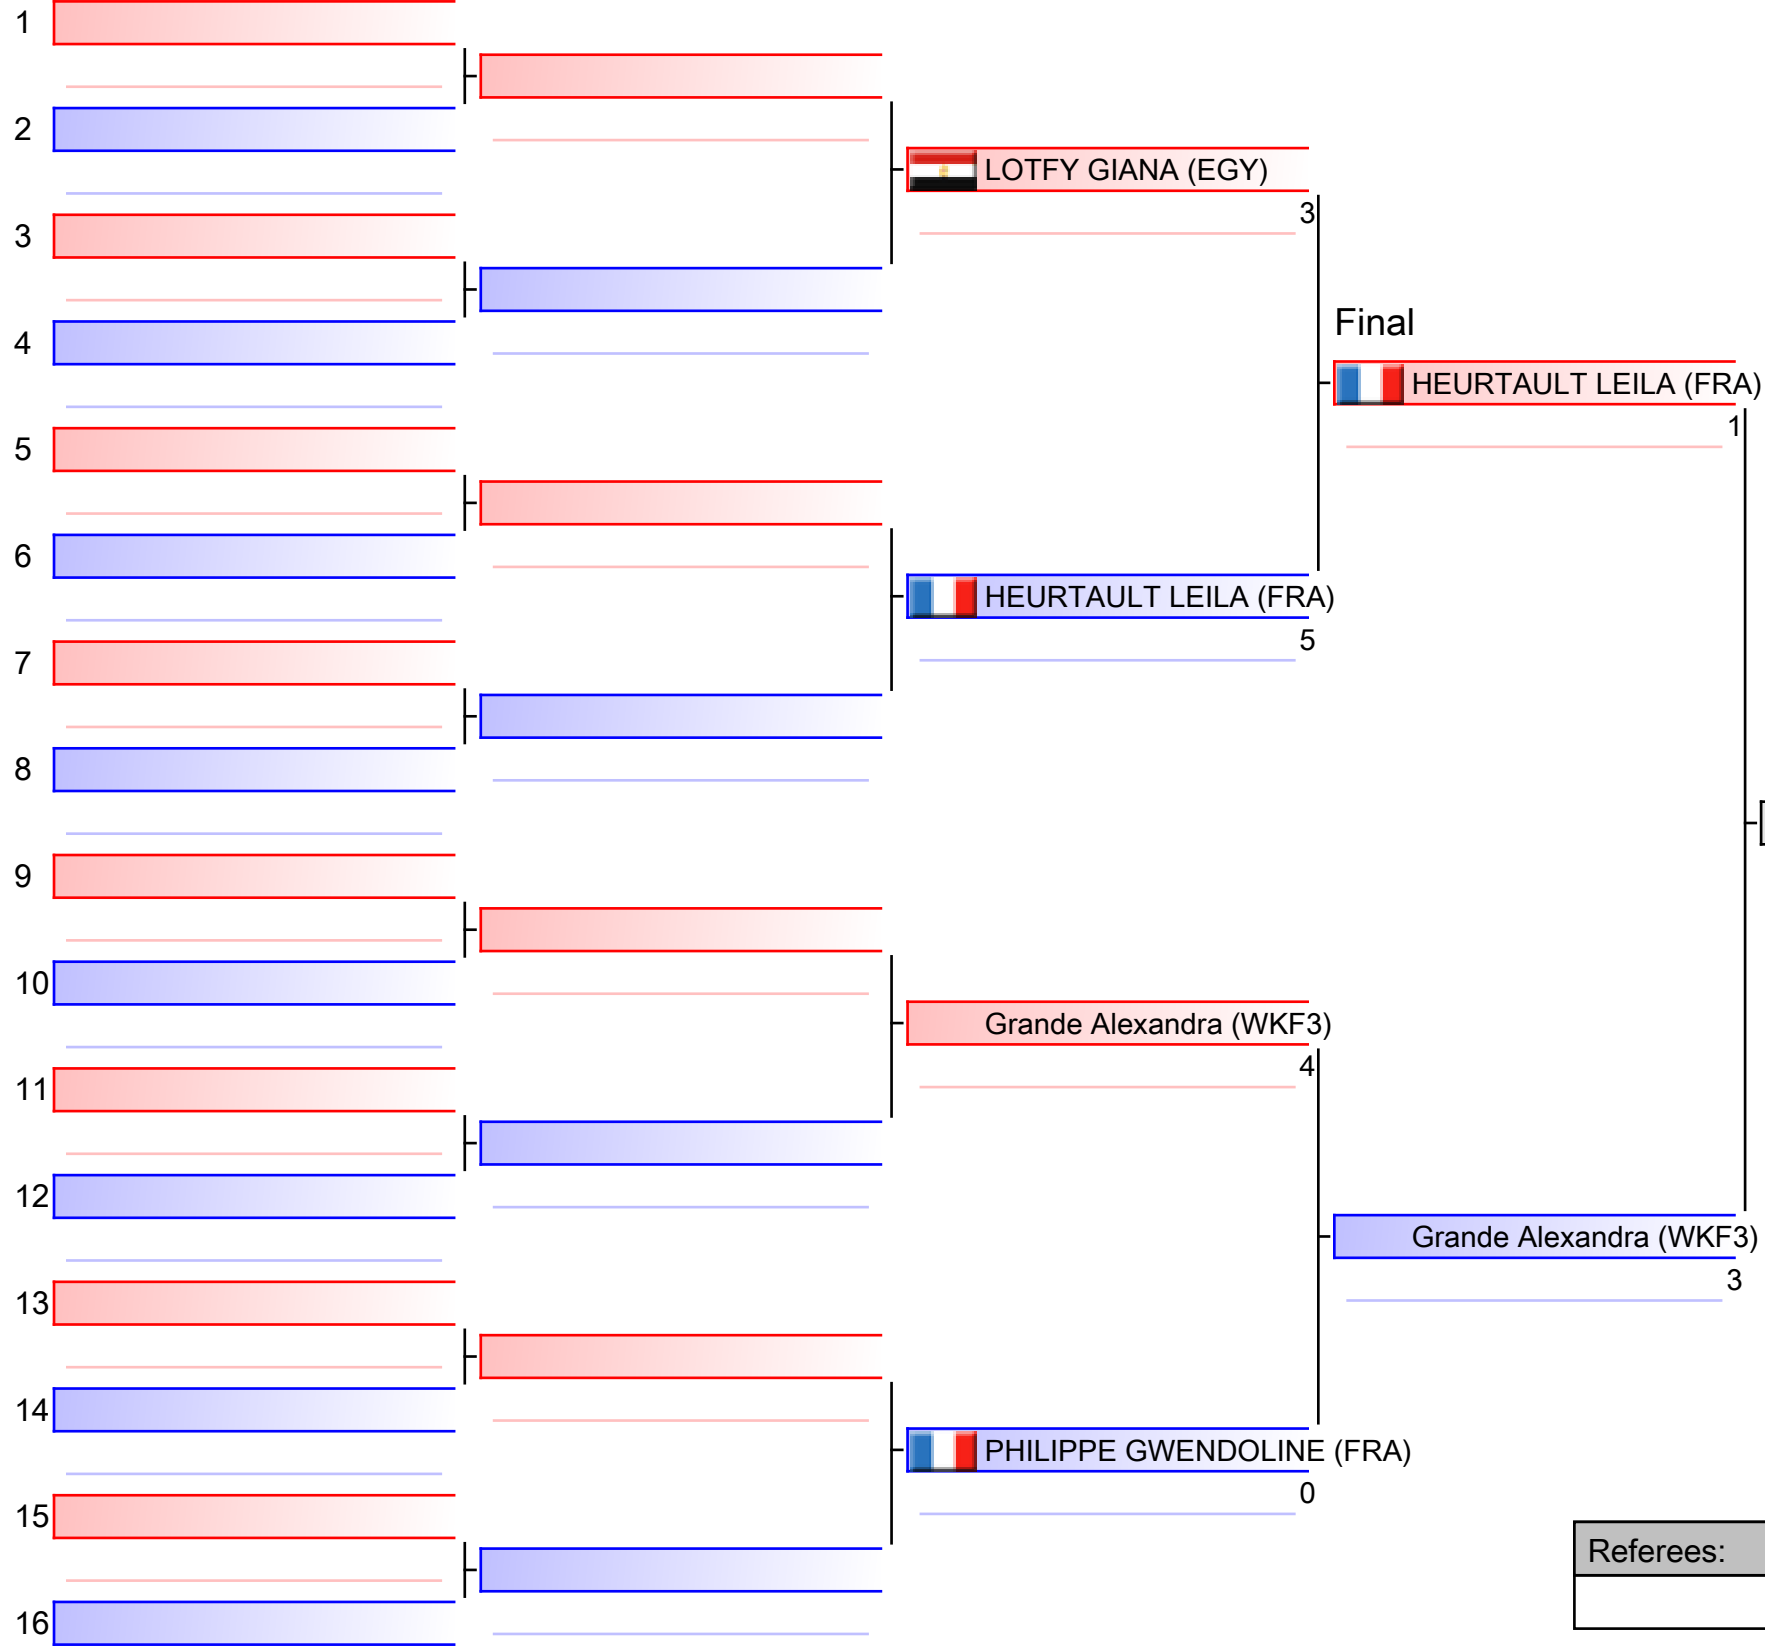 1
2
LOTFY GIANA (EGY)
3
3
Final
4
HEURTAULT LEILA (FRA)
1
5
6
HEURTAULT LEILA (FRA)
5
7
8
9
10
Grande Alexandra (WKF3)
4
11
12
Grande Alexandra (WKF3)
3
13
14
PHILIPPE GWENDOLINE (FRA)
0
15
Referees:
16